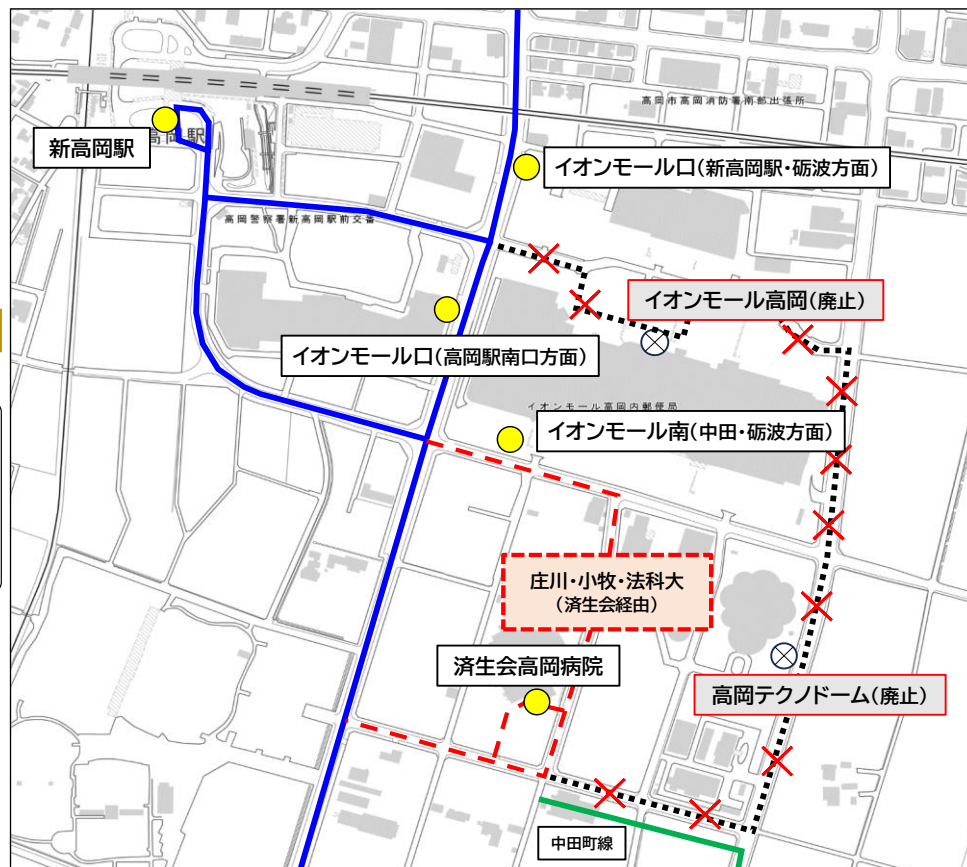 高岡市高岡消防署南部出張所
新高岡駅
高岡駅
イオンモール口(新高岡駅・砺波方面)
高岡警察署新高岡駅前交番
イオンモール高岡(廃止)
イオンモール口(高岡駅南口方面)
イオンモール高岡内郵便局
イオンモール南(中田・砺波方面)
庄川・小牧・法科大
(済生会経由)
済生会高岡病院
高岡テクノドーム(廃止)
中田町線